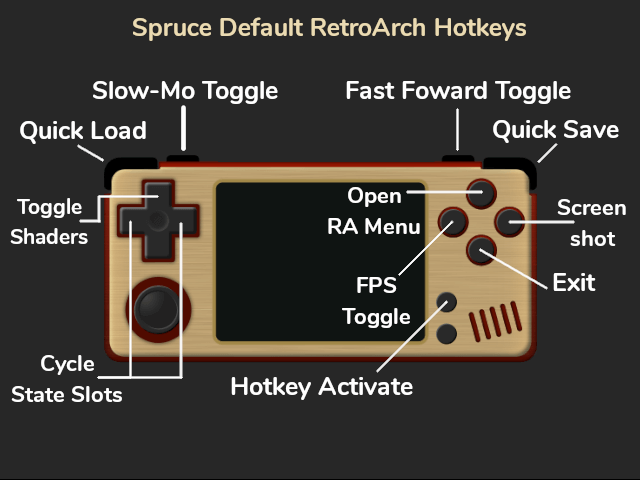 Spruce Default RetroArch Hotkeys
Slow-Mo Toggle
Fast Foward Toggle
Quick Load
Quick Save
Toggle
Shaders
Open
RA Menu
Screen
shot
FPS
Toggle
Exit
Cycle
State Slots
Hotkey Activate